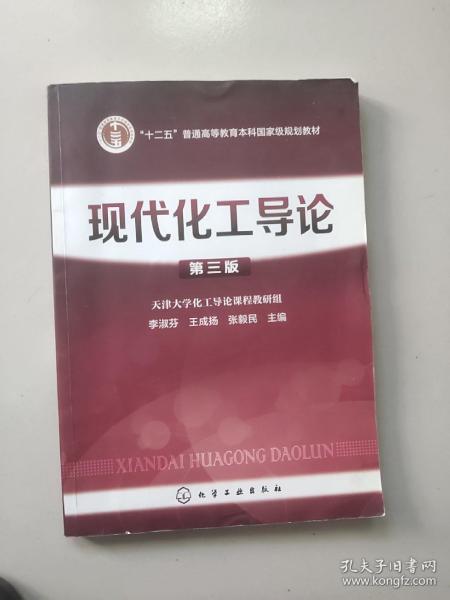 十二五
"十二五"普通高等教育本科国家级规划教材
现代化工导论
第三版
天津大学化工导论课程教研组
李淑芬 王成扬 张毅民 主编
XIANDAI HUAGONG DAOLUN
化学工业出版社
孔夫子旧书网
www.kongfz.com